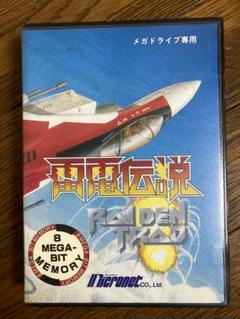 メガドライブ専用
雷電伝説
RAIDEN
TRAD
8
MEGA-
BIT
MEMORY
Micronet CO., Ltd.